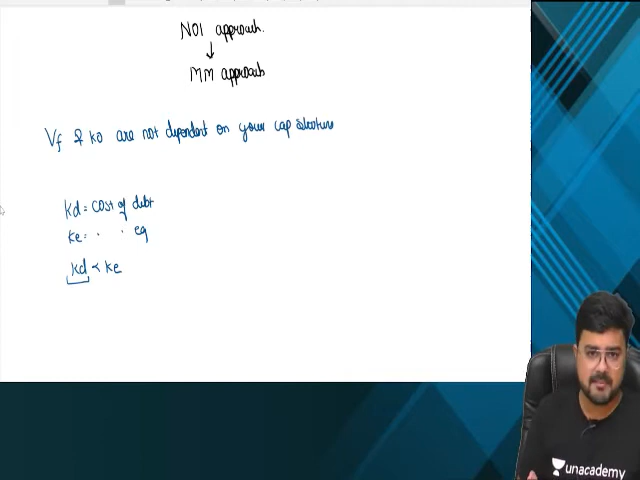 NOI approach.
MM approach
Vf & ko are not dependent on your cap structure
kd = cost of debt
ke = " " eq
kd < ke
unacademy